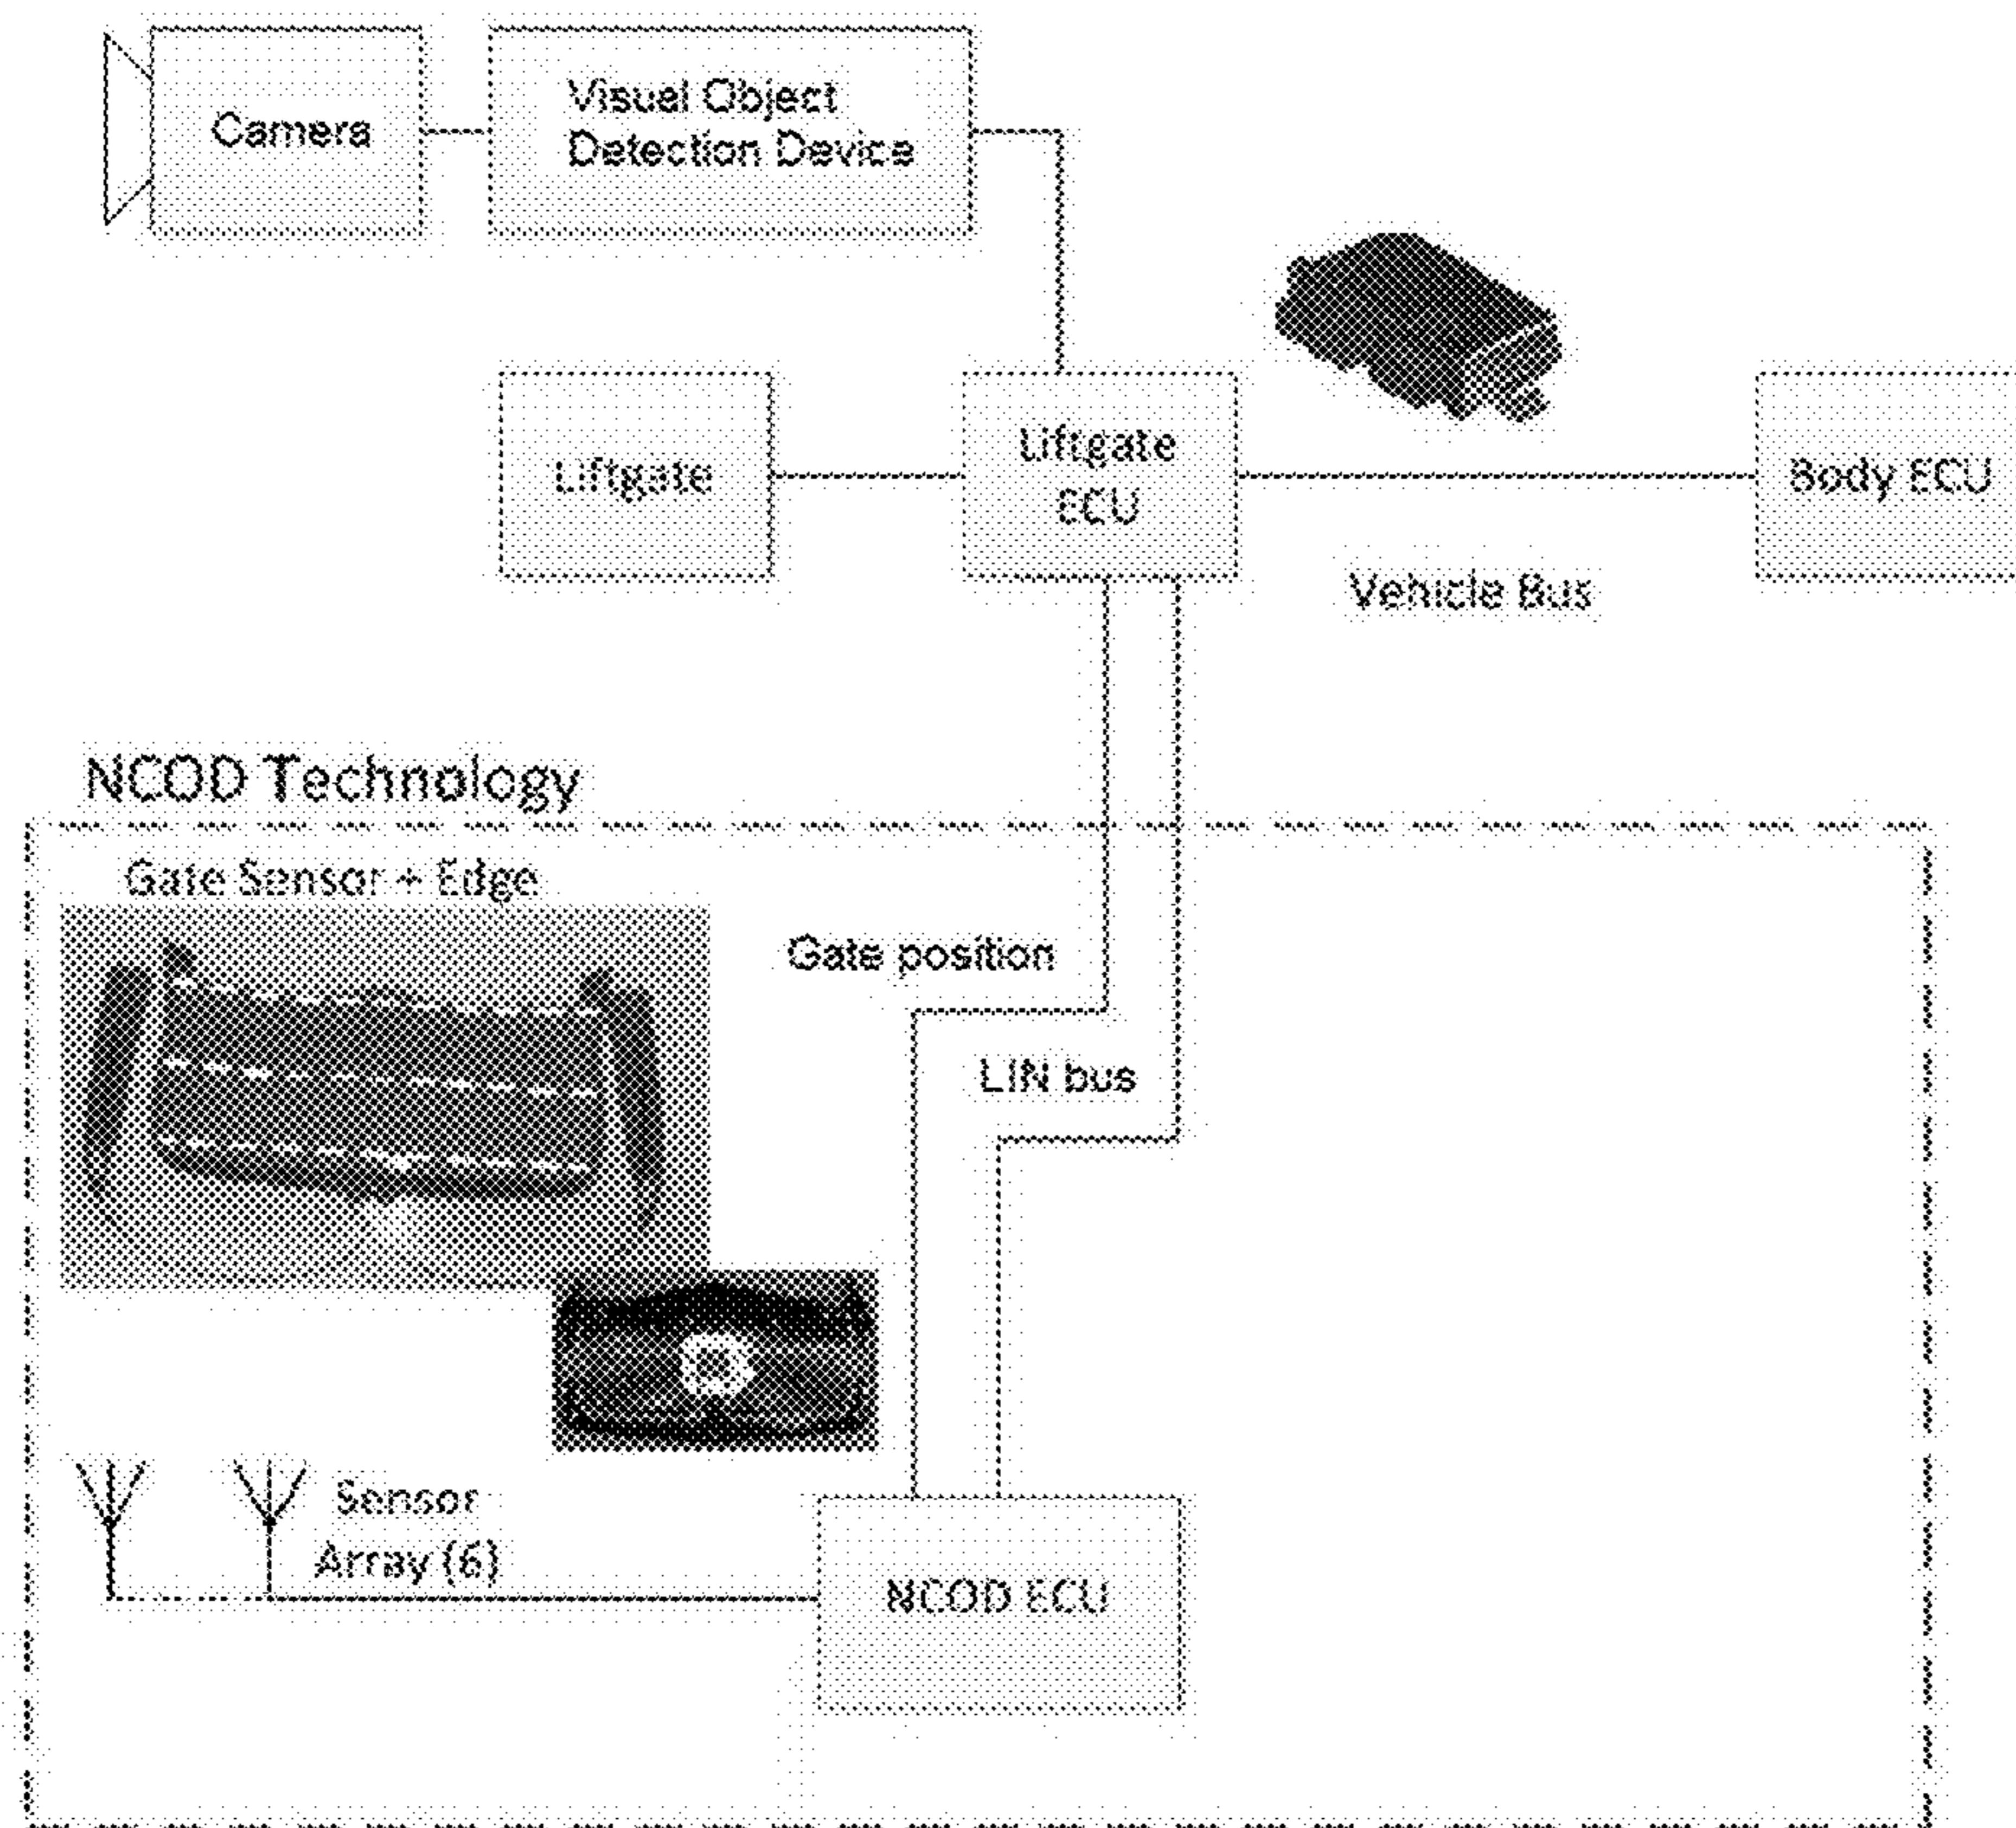 Camera
Visual Object
Detection Device
Liftgate
Liftgate
ECU
Body ECU
Vehicle Bus
NCOD Technology
Gate Sensor + Edge
Gate position
LIN bus
Sensor
Array (6)
NCOD ECU